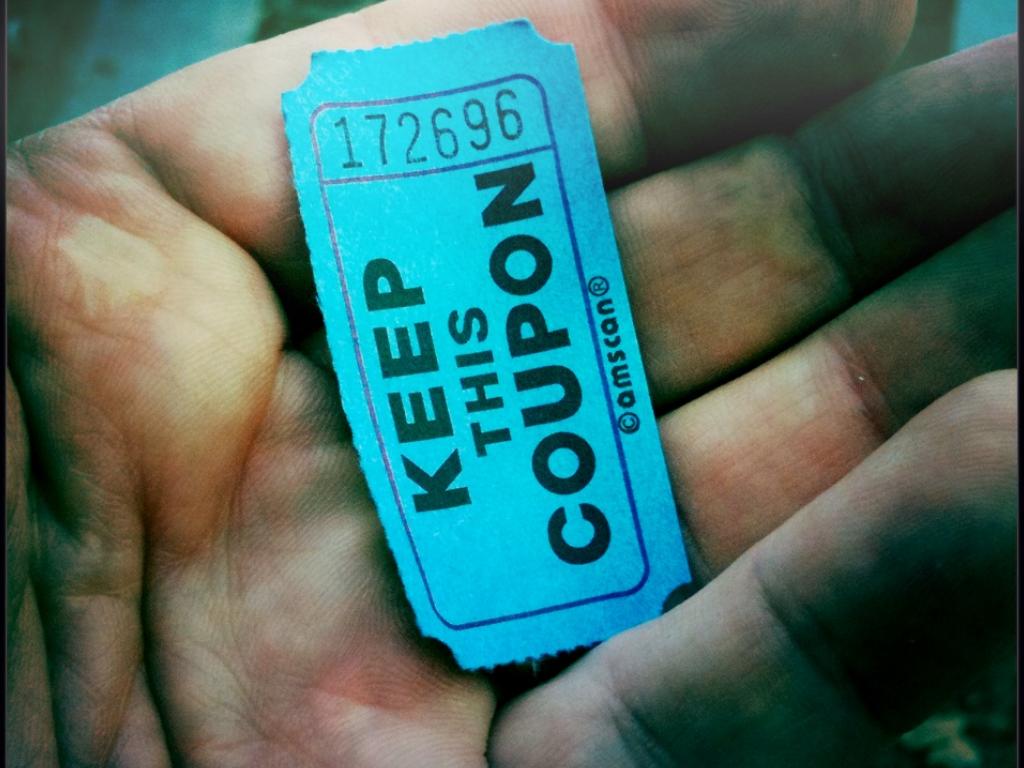 172696
KEEP
THIS
COUPON
©amscan®